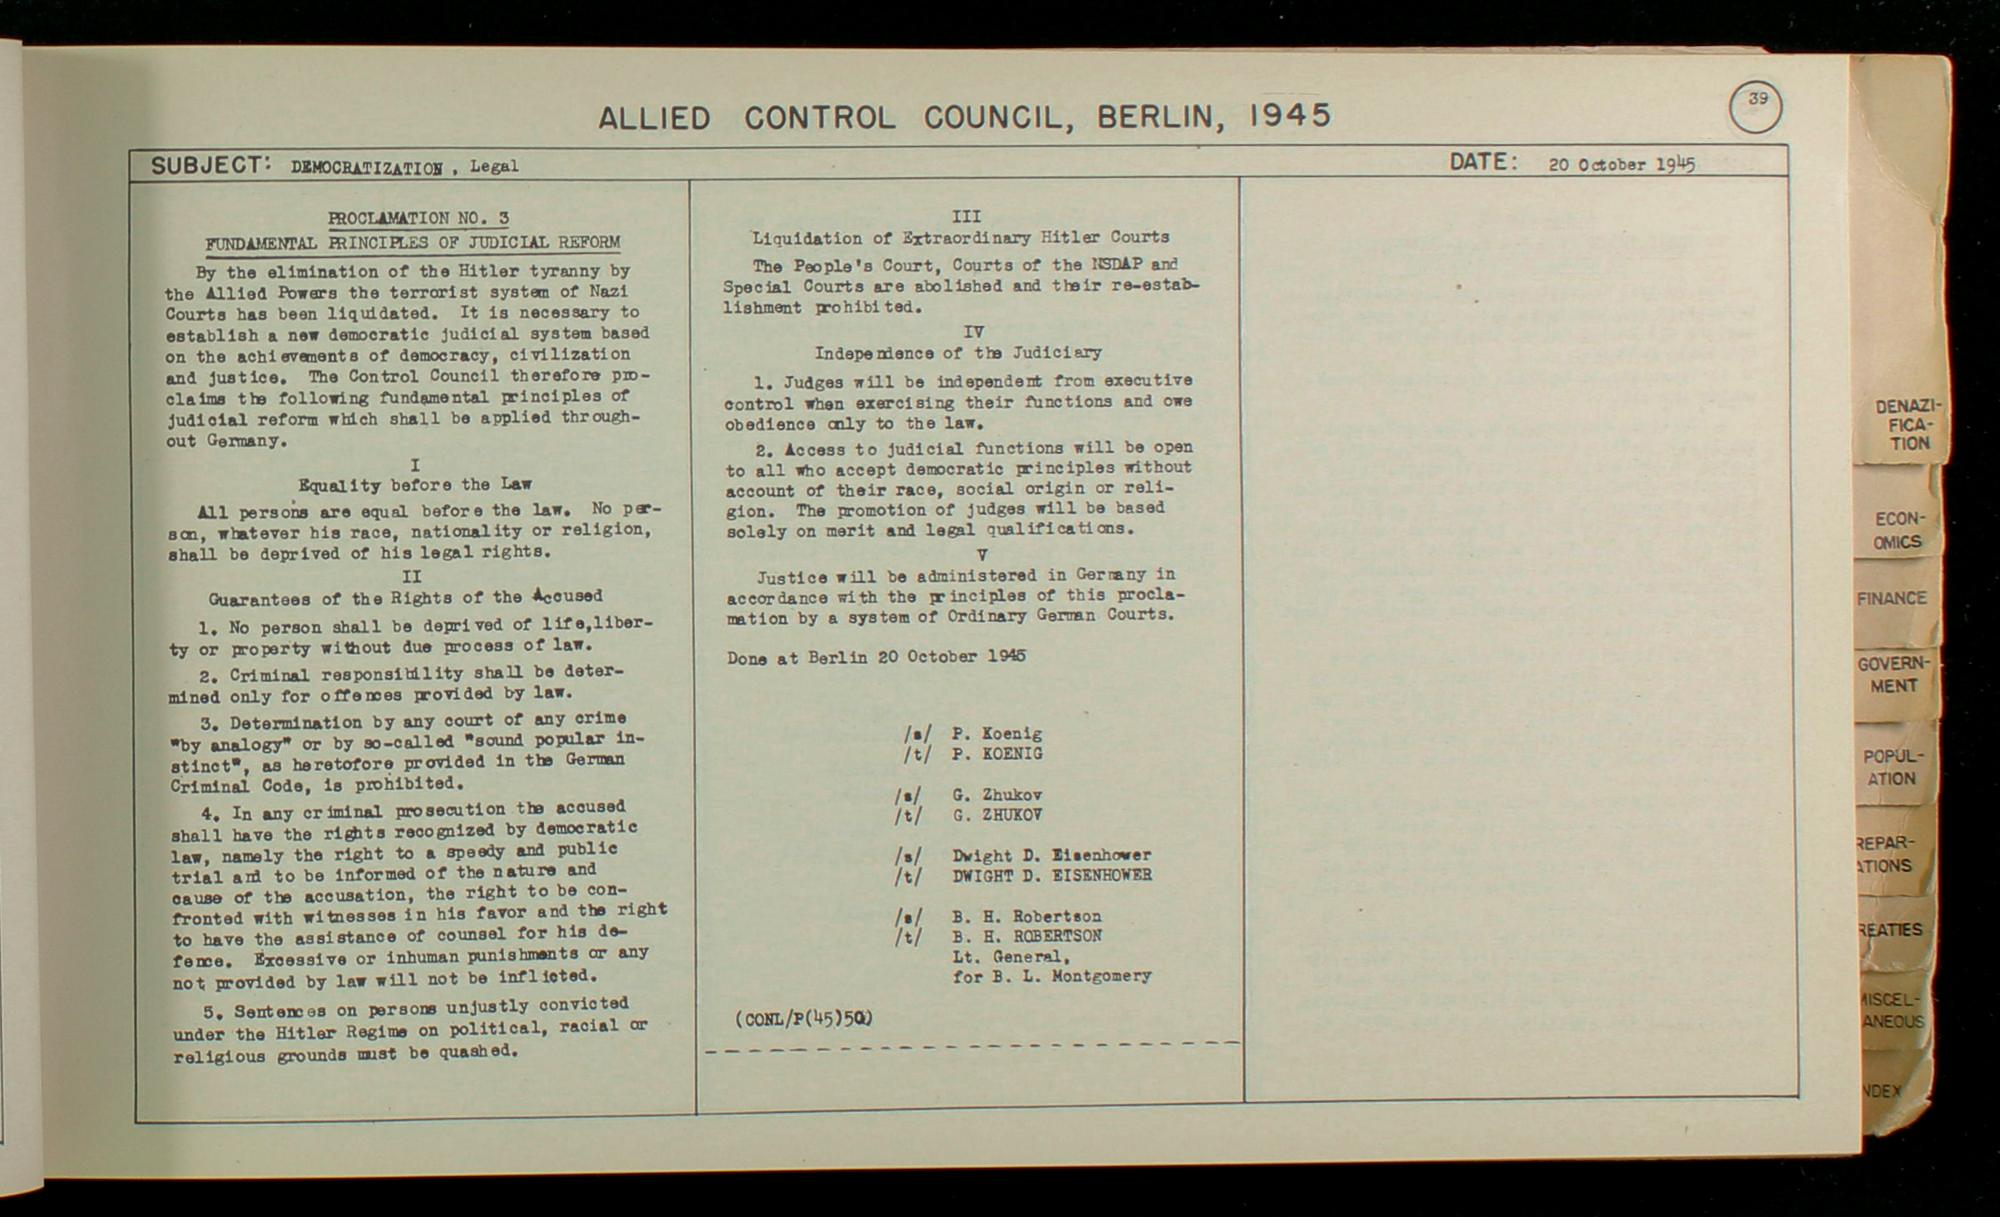 ALLIED CONTROL COUNCIL, BERLIN, 1945
39
SUBJECT: DEMOCRATIZATION, Legal
DATE: 20 October 1945
PROCLAMATION NO. 3
FUNDAMENTAL PRINCIPLES OF JUDICIAL REFORM
By the elimination of the Hitler tyranny by
the Allied Powers the terrorist system of Nazi
Courts has been liquidated. It is necessary to
establish a new democratic judicial system based
on the achievements of democracy, civilization
and justice. The Control Council therefore pro-
claims the following fundamental principles of
judicial reform which shall be applied through-
out Germany.
I
Equality before the Law
All persons are equal before the law. No per-
son, whatever his race, nationality or religion,
shall be deprived of his legal rights.
II
Guarantees of the Rights of the Accused
1. No person shall be deprived of life,liber-
ty or property without due process of law.
2. Criminal responsibility shall be deter-
mined only for offences provided by law.
3. Determination by any court of any crime
"by analogy" or by so-called "sound popular in-
stinct", as heretofore provided in the German
Criminal Code, is prohibited.
4. In any criminal prosecution the accused
shall have the rights recognized by democratic
law, namely the right to a speedy and public
trial and to be informed of the nature and
cause of the accusation, the right to be con-
fronted with witnesses in his favor and the right
to have the assistance of counsel for his de-
fence. Excessive or inhuman punishments or any
not provided by law will not be inflicted.
5. Sentences on persons unjustly convicted
under the Hitler Regime on political, racial or
religious grounds must be quashed.
III
Liquidation of Extraordinary Hitler Courts
The People's Court, Courts of the NSDAP and
Special Courts are abolished and their re-estab-
lishment prohibited.
IV
Independence of the Judiciary
1. Judges will be independent from executive
control when exercising their functions and owe
obedience only to the law.
2. Access to judicial functions will be open
to all who accept democratic principles without
account of their race, social origin or reli-
gion. The promotion of judges will be based
solely on merit and legal qualifications.
V
Justice will be administered in Germany in
accordance with the principles of this procla-
mation by a system of Ordinary German Courts.
Done at Berlin 20 October 1945
/s/ P. Koenig
/t/ P. KOENIG
/s/ G. Zhukov
/t/ G. ZHUKOV
/s/ Dwight D. Eisenhower
/t/ DWIGHT D. EISENHOWER
/s/ B. H. Robertson
/t/ B. H. ROBERTSON
Lt. General,
for B. L. Montgomery
(CONL/P(45)50)
DENAZI-
FICA-
TION
ECON-
OMICS
FINANCE
GOVERN-
MENT
POPUL-
ATION
REPAR-
ATIONS
REATIES
MISCEL-
ANEOUS
NDEX